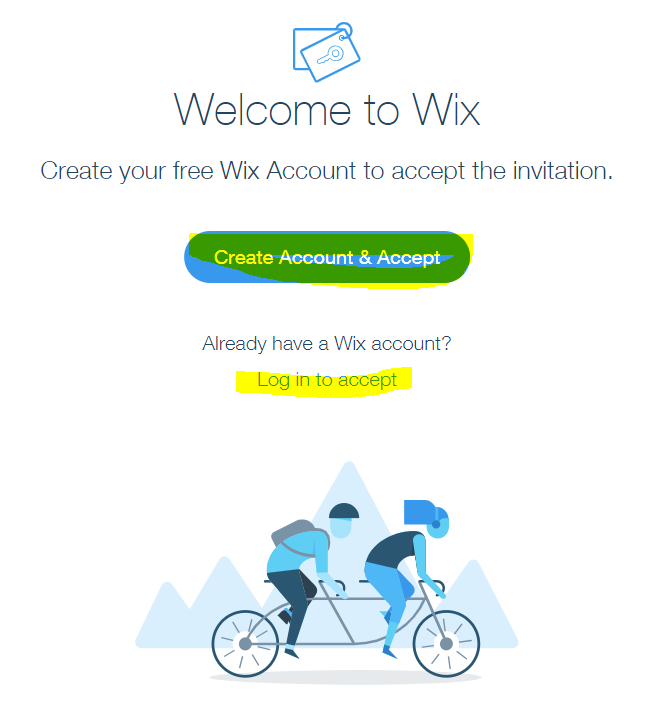 Welcome to Wix
Create your free Wix Account to accept the invitation.
Create Account & Accept
Already have a Wix account?
Log in to accept